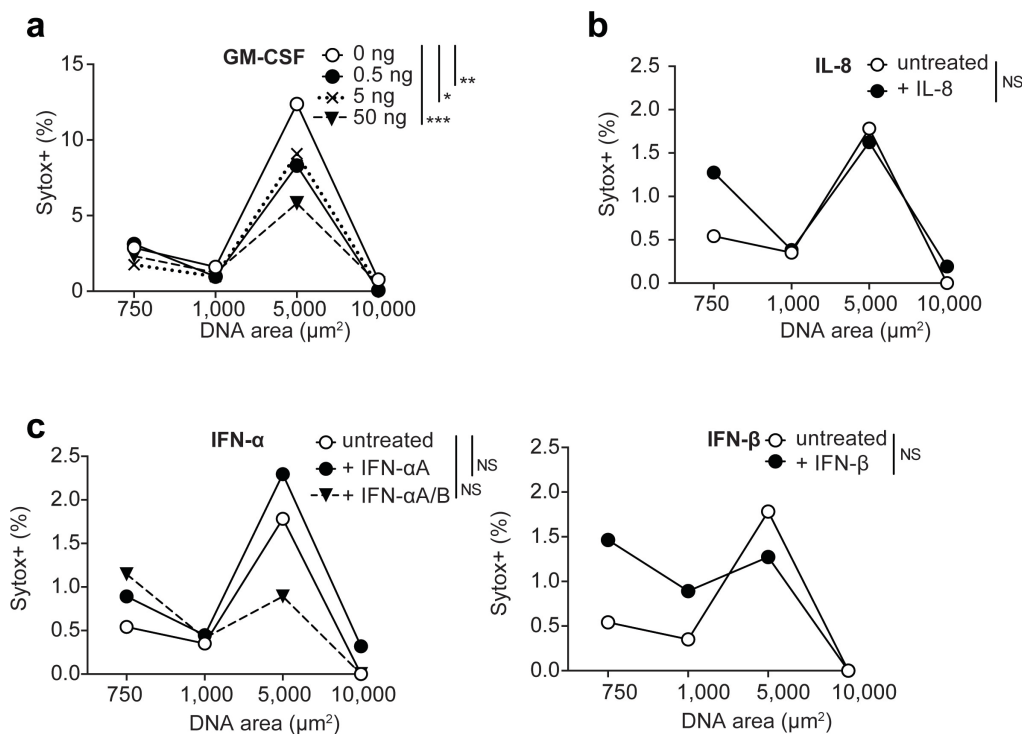 a
GM-CSF
0 ng
0.5 ng
5 ng
50 ng
**
*
***
15
10
5
0
Sytox+ (%)
750 1,000 5,000 10,000
DNA area (µm²)
b
IL-8
untreated
+ IL-8
NS
2.5
2.0
1.5
1.0
0.5
0.0
Sytox+ (%)
750 1,000 5,000 10,000
DNA area (µm²)
c
IFN-α
untreated
+ IFN-αA
+ IFN-αA/B
NS
NS
2.5
2.0
1.5
1.0
0.5
0.0
Sytox+ (%)
750 1,000 5,000 10,000
DNA area (µm²)
IFN-β
untreated
+ IFN-β
NS
2.5
2.0
1.5
1.0
0.5
0.0
Sytox+ (%)
750 1,000 5,000 10,000
DNA area (µm²)